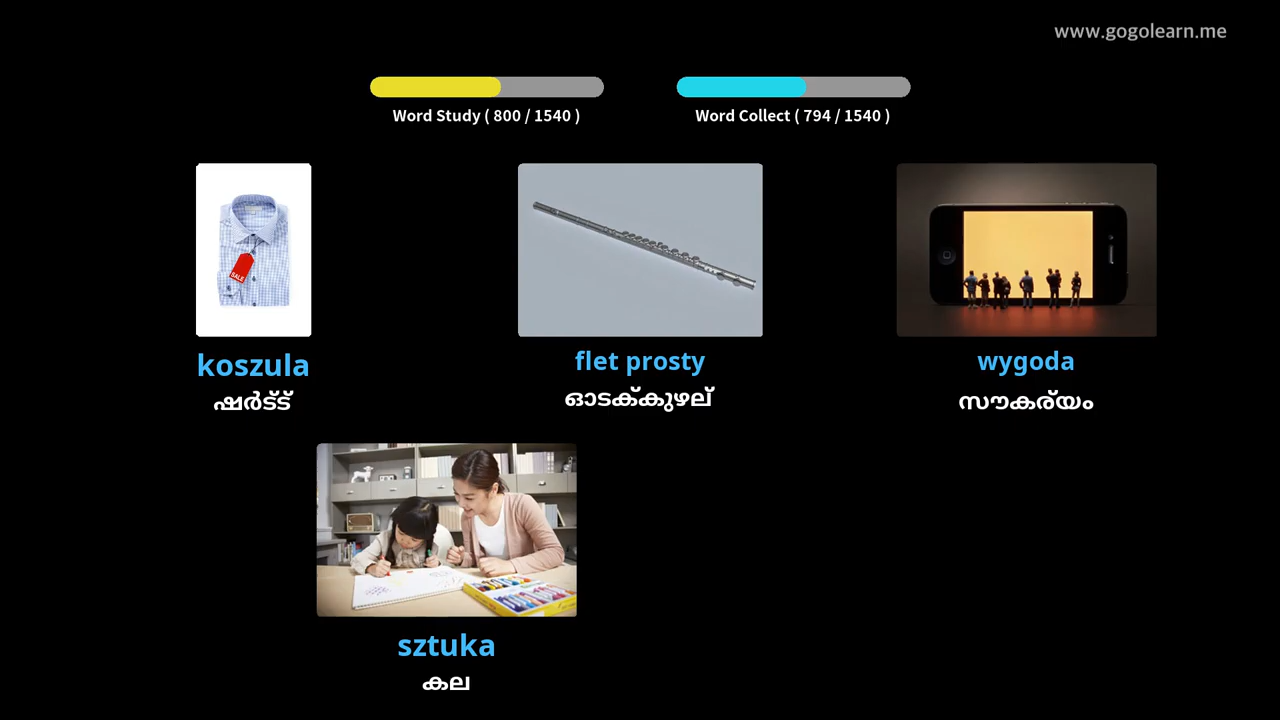 www.gogolearn.me
Word Study ( 800 / 1540 )
Word Collect ( 794 / 1540 )
SALE
koszula
ഷർട്ട്
flet prosty
ഓടക്കുഴല്
wygoda
സൗകര്യം
sztuka
കല